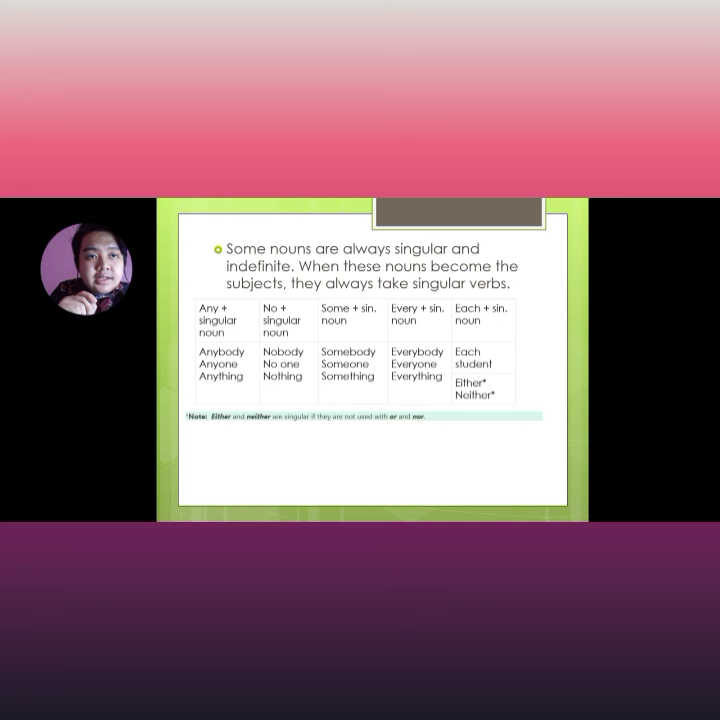 Some nouns are always singular and
indefinite. When these nouns become the
subjects, they always take singular verbs.
Any +
singular
noun
No +
singular
noun
Some + sin.
noun
Every + sin.
noun
Each + sin.
noun
Anybody
Anyone
Anything
Nobody
No one
Nothing
Somebody
Someone
Something
Everybody
Everyone
Everything
Each
student
Either*
Neither*
*Note: Either and neither are singular if they are not used with or and nor.